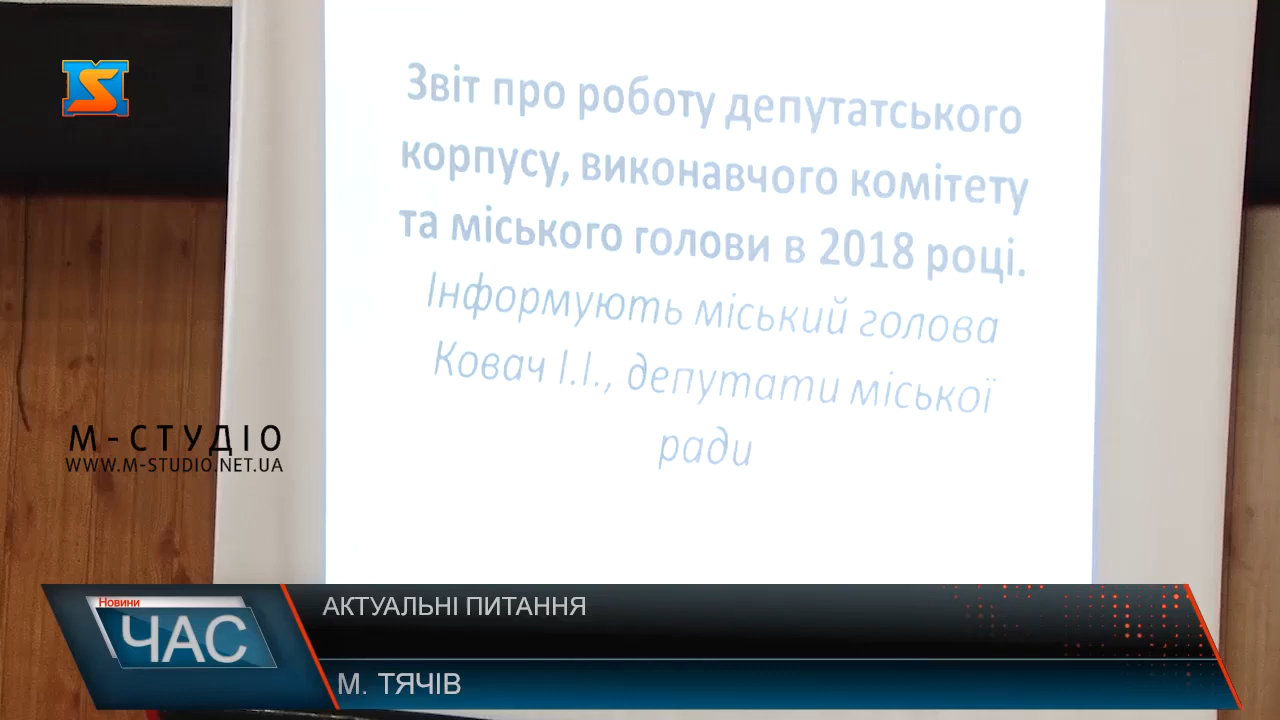 Звіт про роботу депутатського
корпусу, виконавчого комітету
та міського голови в 2018 році.
Інформують міський голова
Ковач І.І., депутати міської
ради
М-СТУДІО
WWW.M-STUDIO.NET.UA
Новини
ЧАС
АКТУАЛЬНІ ПИТАННЯ
М. ТЯЧІВ